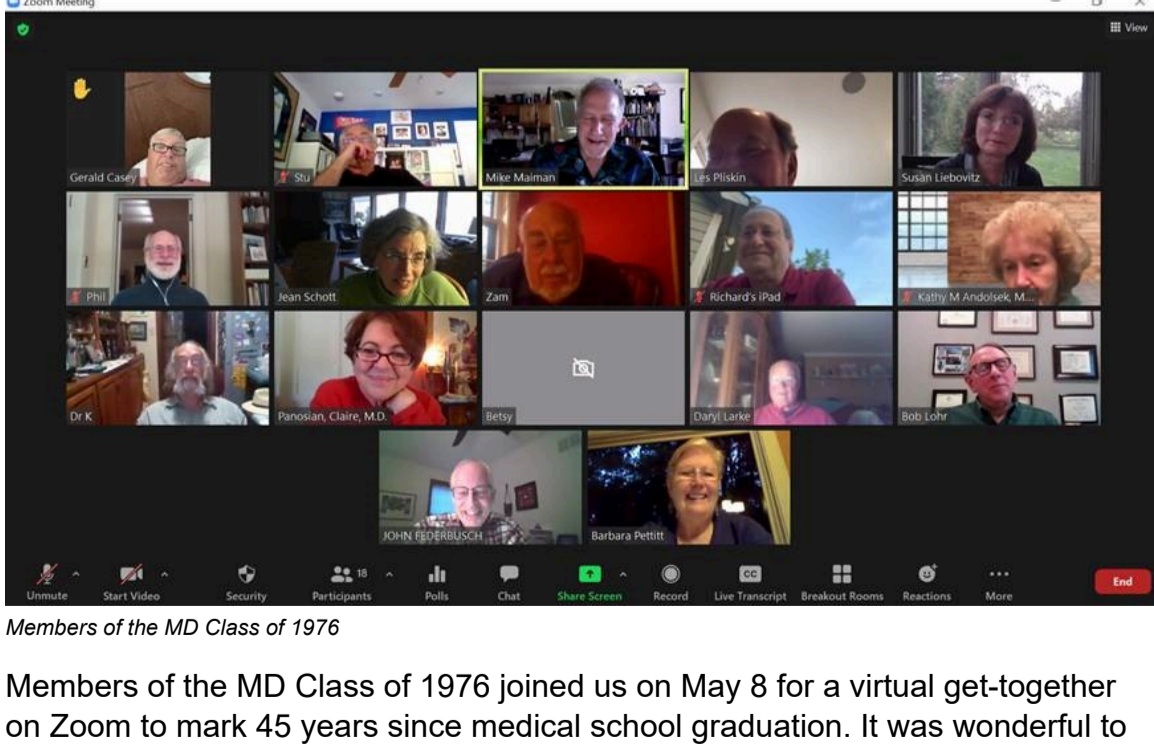 Zoom Meeting
View
Gerald Casey
Stu
Mike Maiman
Les Pliskin
Susan Liebovitz
Phil
Jean Schott
Zam
Richard's iPad
Kathy M Andolsek, M...
Dr K
Panosian, Claire, M.D.
Betsy
Daryl Larke
Bob Lohr
JOHN FEDERBUSCH
Barbara Pettitt
18
Unmute
Start Video
Security
Participants
Polls
Chat
Share Screen
Record
CC
Live Transcript
Breakout Rooms
Reactions
More
End
Members of the MD Class of 1976
Members of the MD Class of 1976 joined us on May 8 for a virtual get-together
on Zoom to mark 45 years since medical school graduation. It was wonderful to